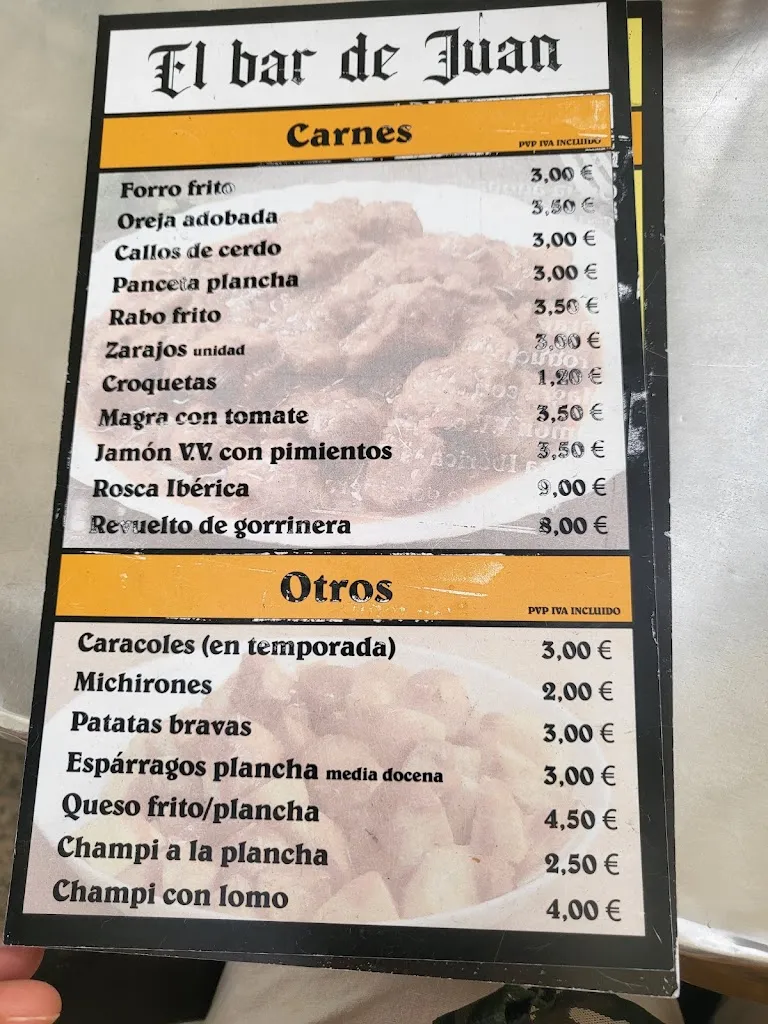 El bar de Juan
Carnes
PVP IVA INCLUIDO
Forro frito 3,00 €
Oreja adobada 3,50 €
Callos de cerdo 3,00 €
Panceta plancha 3,00 €
Rabo frito 3,50 €
Zarajos unidad 3,00 €
Croquetas 1,20 €
Magra con tomate 3,50 €
Jamón V.V. con pimientos 3,50 €
Rosca Ibérica 9,00 €
Revuelto de gorrinera 8,00 €
Otros
PVP IVA INCLUIDO
Caracoles (en temporada) 3,00 €
Michirones 2,00 €
Patatas bravas 3,00 €
Espárragos plancha media docena 3,00 €
Queso frito/plancha 4,50 €
Champi a la plancha 2,50 €
Champi con lomo 4,00 €